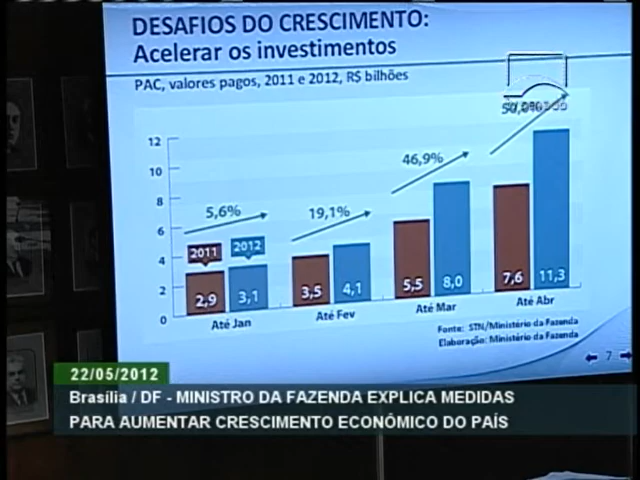 DESAFIOS DO CRESCIMENTO:
Acelerar os investimentos
PAC, valores pagos, 2011 e 2012, R$ bilhões
12
10
8
6
4
2
0
5,6%
19,1%
46,9%
2011
2012
2,9
3,1
3,5
4,1
5,5
8,0
7,6
11,3
Até Jan
Até Fev
Até Mar
Até Abr
Fonte: STN/Ministério da Fazenda
Elaboração: Ministério da Fazenda
7
22/05/2012
Brasília / DF - MINISTRO DA FAZENDA EXPLICA MEDIDAS
PARA AUMENTAR CRESCIMENTO ECONÔMICO DO PAÍS